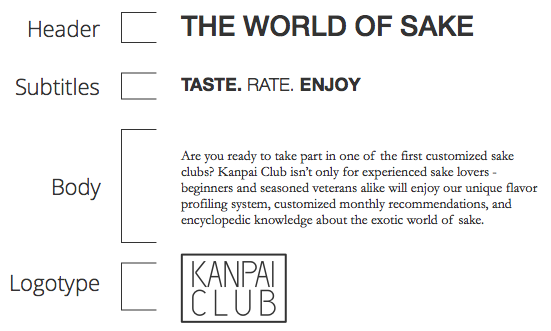 Header
THE WORLD OF SAKE
Subtitles
TASTE. RATE. ENJOY
Body
Are you ready to take part in one of the first customized sake
clubs? Kanpai Club isn't only for experienced sake lovers -
beginners and seasoned veterans alike will enjoy our unique flavor
profiling system, customized monthly recommendations, and
encyclopedic knowledge about the exotic world of sake.
Logotype
KANPAI
CLUB